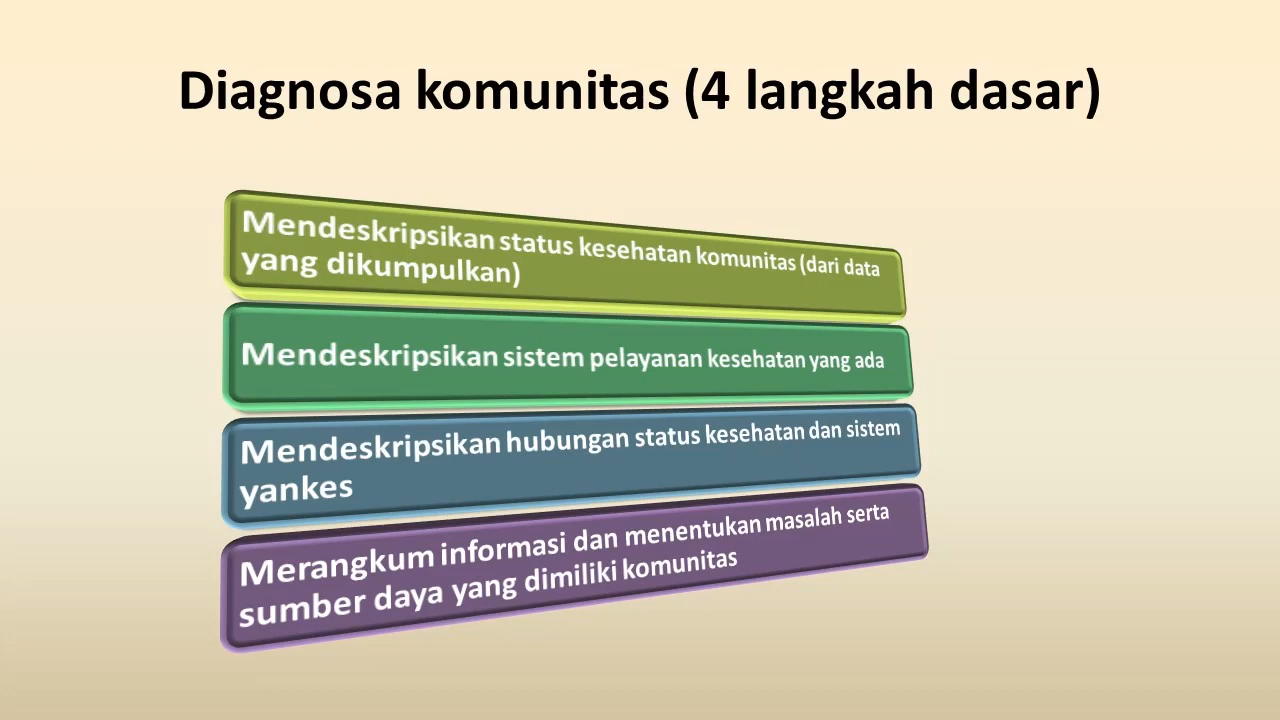 Diagnosa komunitas (4 langkah dasar)
Mendeskripsikan status kesehatan komunitas (dari data
yang dikumpulkan)
Mendeskripsikan sistem pelayanan kesehatan yang ada
Mendeskripsikan hubungan status kesehatan dan sistem
yankes
Merangkum informasi dan menentukan masalah serta
sumber daya yang dimiliki komunitas